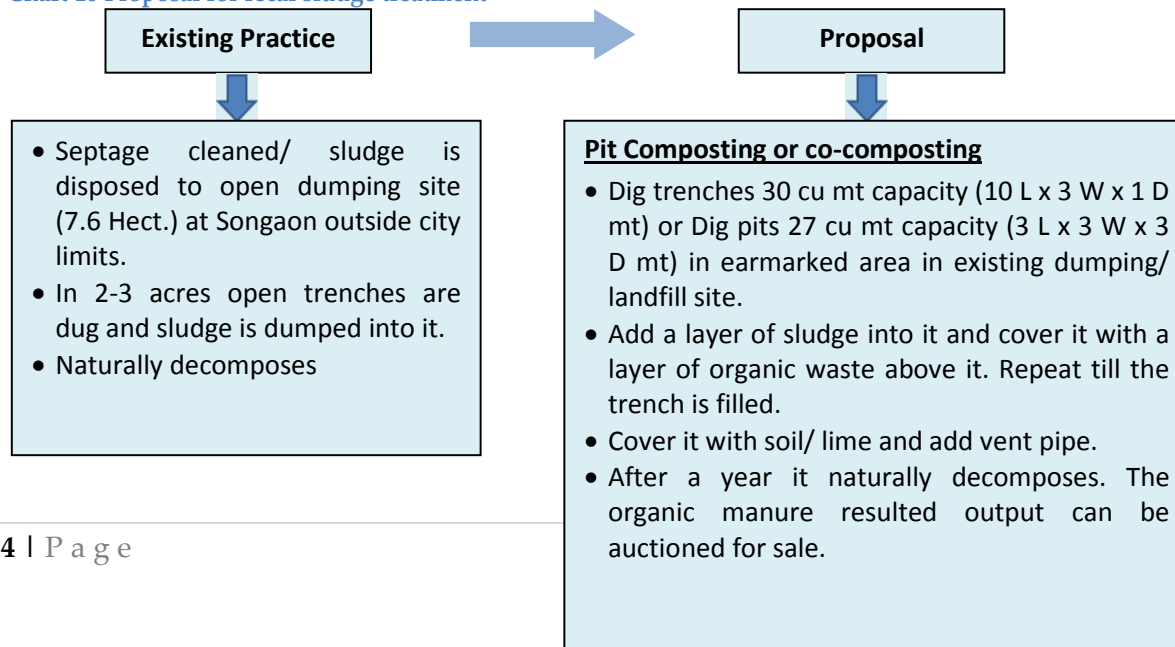 Existing Practice
Proposal
• Septage cleaned/ sludge is
disposed to open dumping site
(7.6 Hect.) at Songaon outside city
limits.
• In 2-3 acres open trenches are
dug and sludge is dumped into it.
• Naturally decomposes
Pit Composting or co-composting
• Dig trenches 30 cu mt capacity (10 L x 3 W x 1 D
mt) or Dig pits 27 cu mt capacity (3 L x 3 W x 3
D mt) in earmarked area in existing dumping/
landfill site.
• Add a layer of sludge into it and cover it with a
layer of organic waste above it. Repeat till the
trench is filled.
• Cover it with soil/ lime and add vent pipe.
• After a year it naturally decomposes. The
organic manure resulted output can be
auctioned for sale.
4 | P a g e